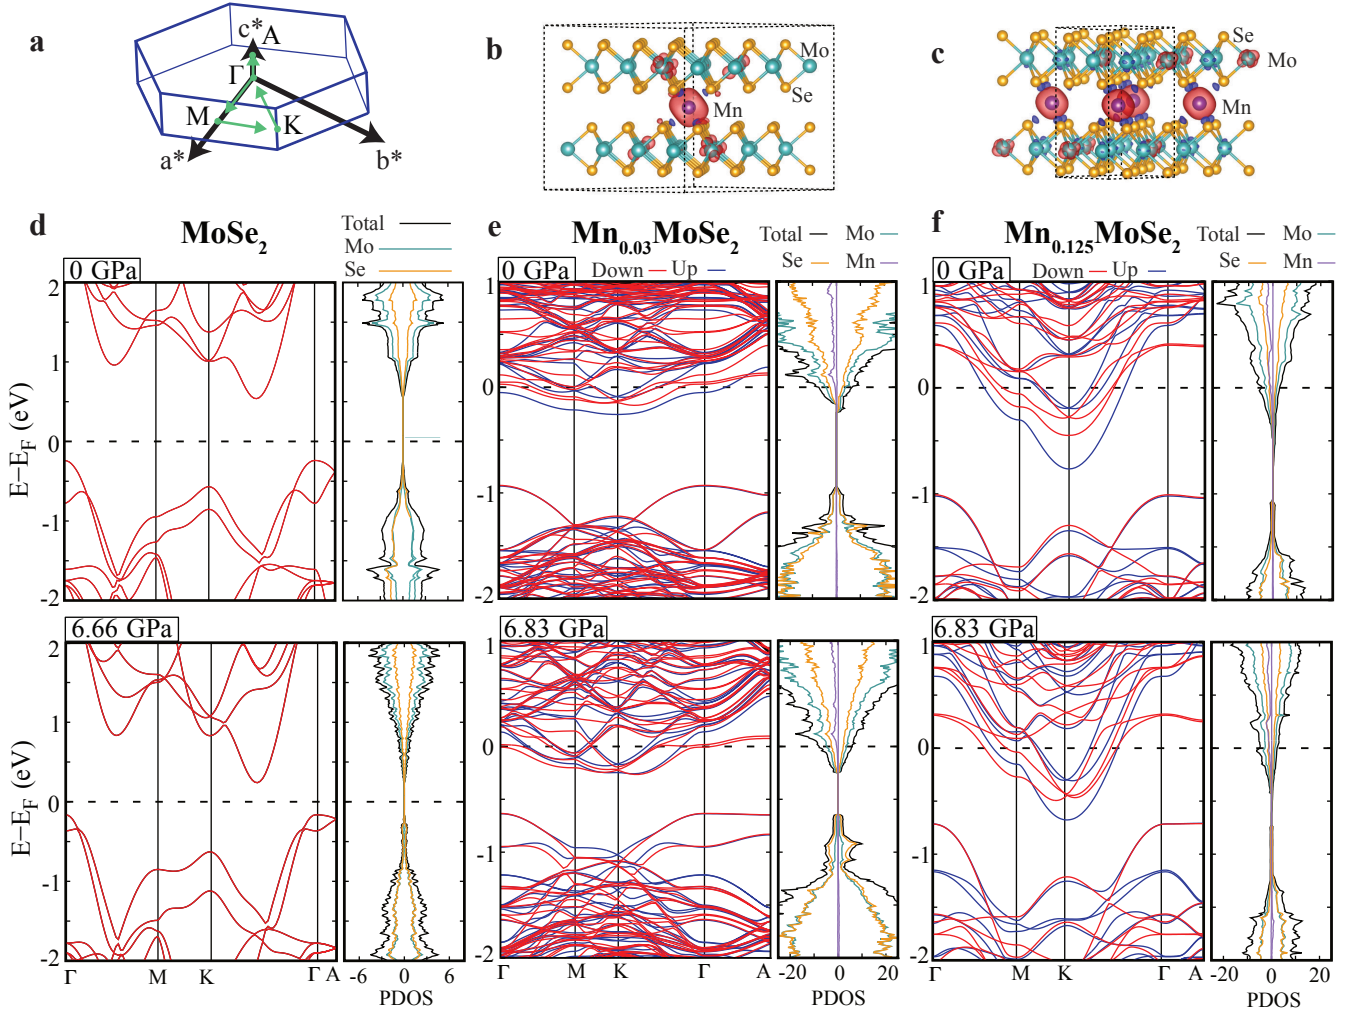 a
c*
A
Γ
M
K
a*
b*
b
Mo
Se
Mn
c
Se
Mo
Mn
d
MoSe2
Total
Mo
Se
0 GPa
2
1
0
-1
-2
E−EF (eV)
6.66 GPa
2
1
0
-1
-2
E−EF (eV)
Γ M K Γ A
-6 0 6
PDOS
e
Mn0.03MoSe2
Down Up
Total Mo
Se Mn
0 GPa
1
0
-1
-2
6.83 GPa
1
0
-1
-2
Γ M K Γ A
-20 0 20
PDOS
f
Mn0.125MoSe2
Down Up
Total Mo
Se Mn
0 GPa
1
0
-1
-2
6.83 GPa
1
0
-1
-2
Γ M K Γ A
-20 0 20
PDOS